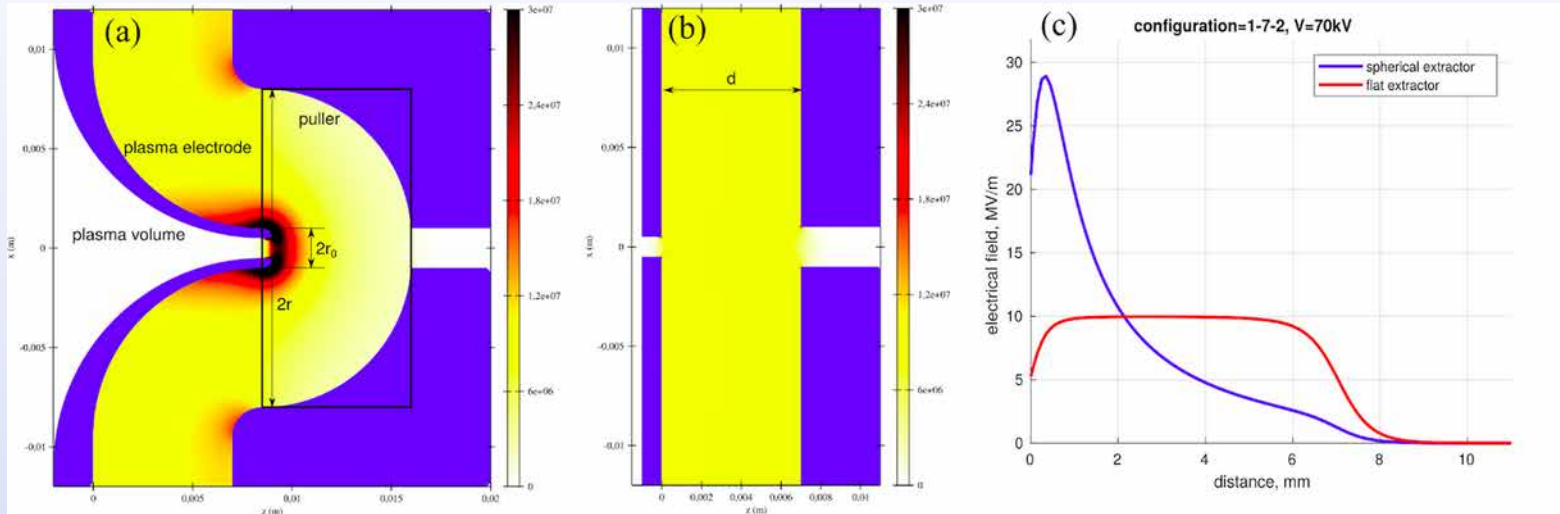 (a)
0,01
0,005
0
-0,005
-0,01
x (m)
plasma electrode
puller
plasma volume
2r₀
2r
0
0,005
0,01
0,015
0,02
z (m)
3e+07
2,4e+07
1,8e+07
1,2e+07
6e+06
0
(b)
0,01
0,005
0
-0,005
-0,01
x (m)
d
0
0,002
0,004
0,006
0,008
0,01
z (m)
3e+07
2,4e+07
1,8e+07
1,2e+07
6e+06
0
(c)
configuration=1-7-2, V=70kV
spherical extractor
flat extractor
electrical field, MV/m
30
25
20
15
10
5
0
0
2
4
6
8
10
distance, mm